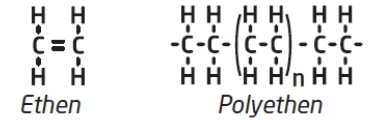 H H H H H H H H
C = C -C-C-(C-C)-C-C-
H H H H H H n H H
Ethen Polyethen